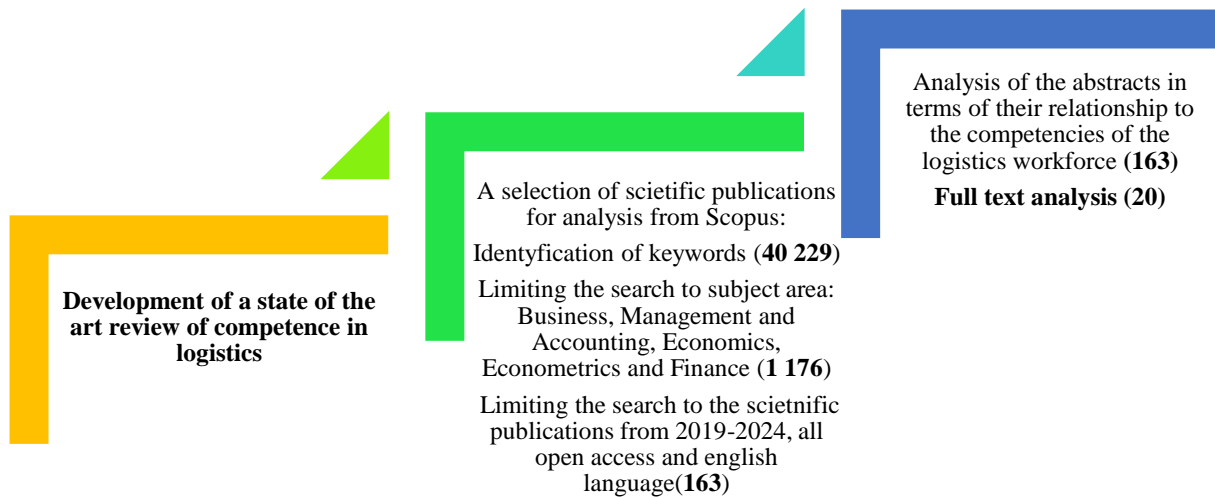 Development of a state of the
art review of competence in
logistics
A selection of scietific publications
for analysis from Scopus:
Identyfication of keywords (40 229)
Limiting the search to subject area:
Business, Management and
Accounting, Economics,
Econometrics and Finance (1 176)
Limiting the search to the scietnific
publications from 2019-2024, all
open access and english
language(163)
Analysis of the abstracts in
terms of their relationship to
the competencies of the
logistics workforce (163)
Full text analysis (20)